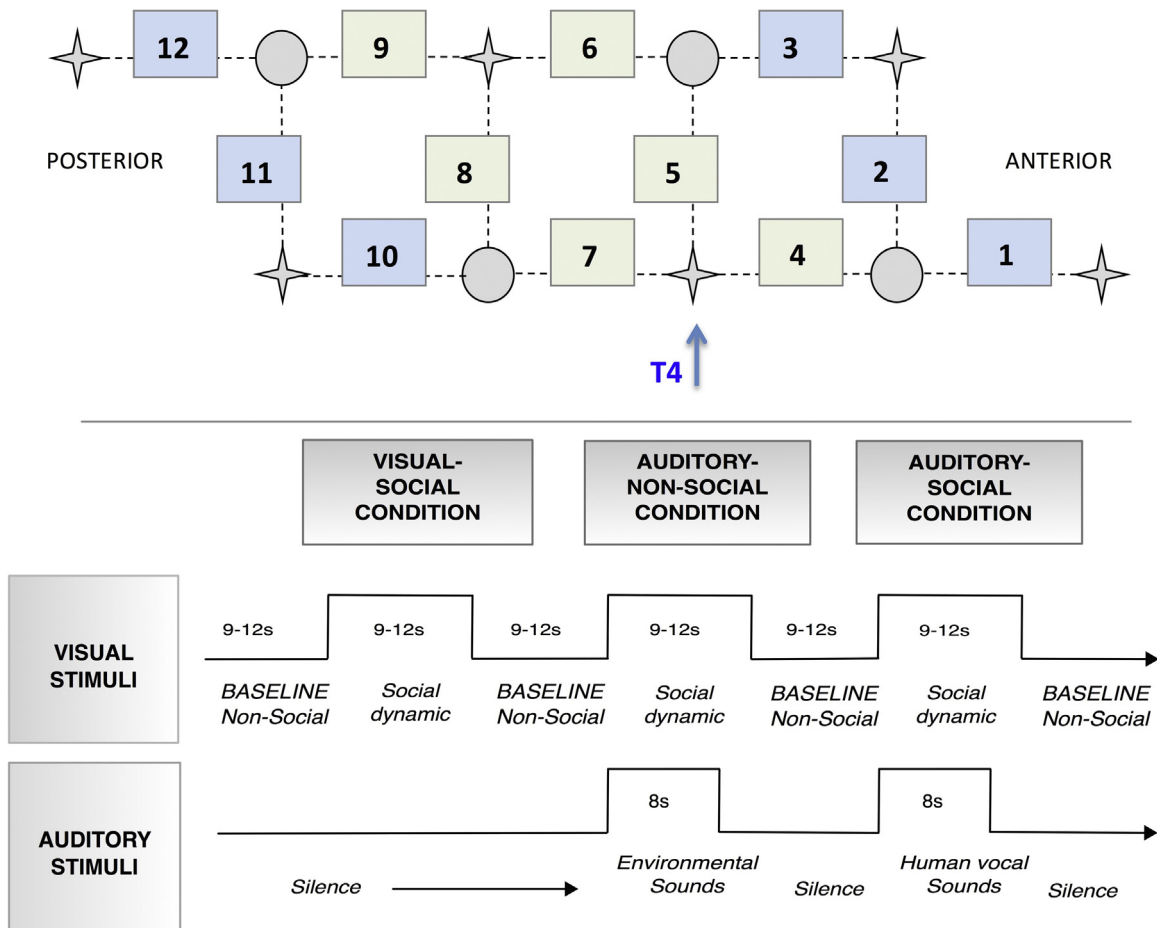 12 9 6 3
POSTERIOR 11 8 5 2 ANTERIOR
10 7 4 1
T4
VISUAL-
SOCIAL
CONDITION
AUDITORY-
NON-SOCIAL
CONDITION
AUDITORY-
SOCIAL
CONDITION
VISUAL
STIMULI
9-12s 9-12s 9-12s 9-12s 9-12s 9-12s
BASELINE
Non-Social
Social
dynamic
BASELINE
Non-Social
Social
dynamic
BASELINE
Non-Social
Social
dynamic
BASELINE
Non-Social
AUDITORY
STIMULI
8s 8s
Silence
Environmental
Sounds
Silence
Human vocal
Sounds
Silence